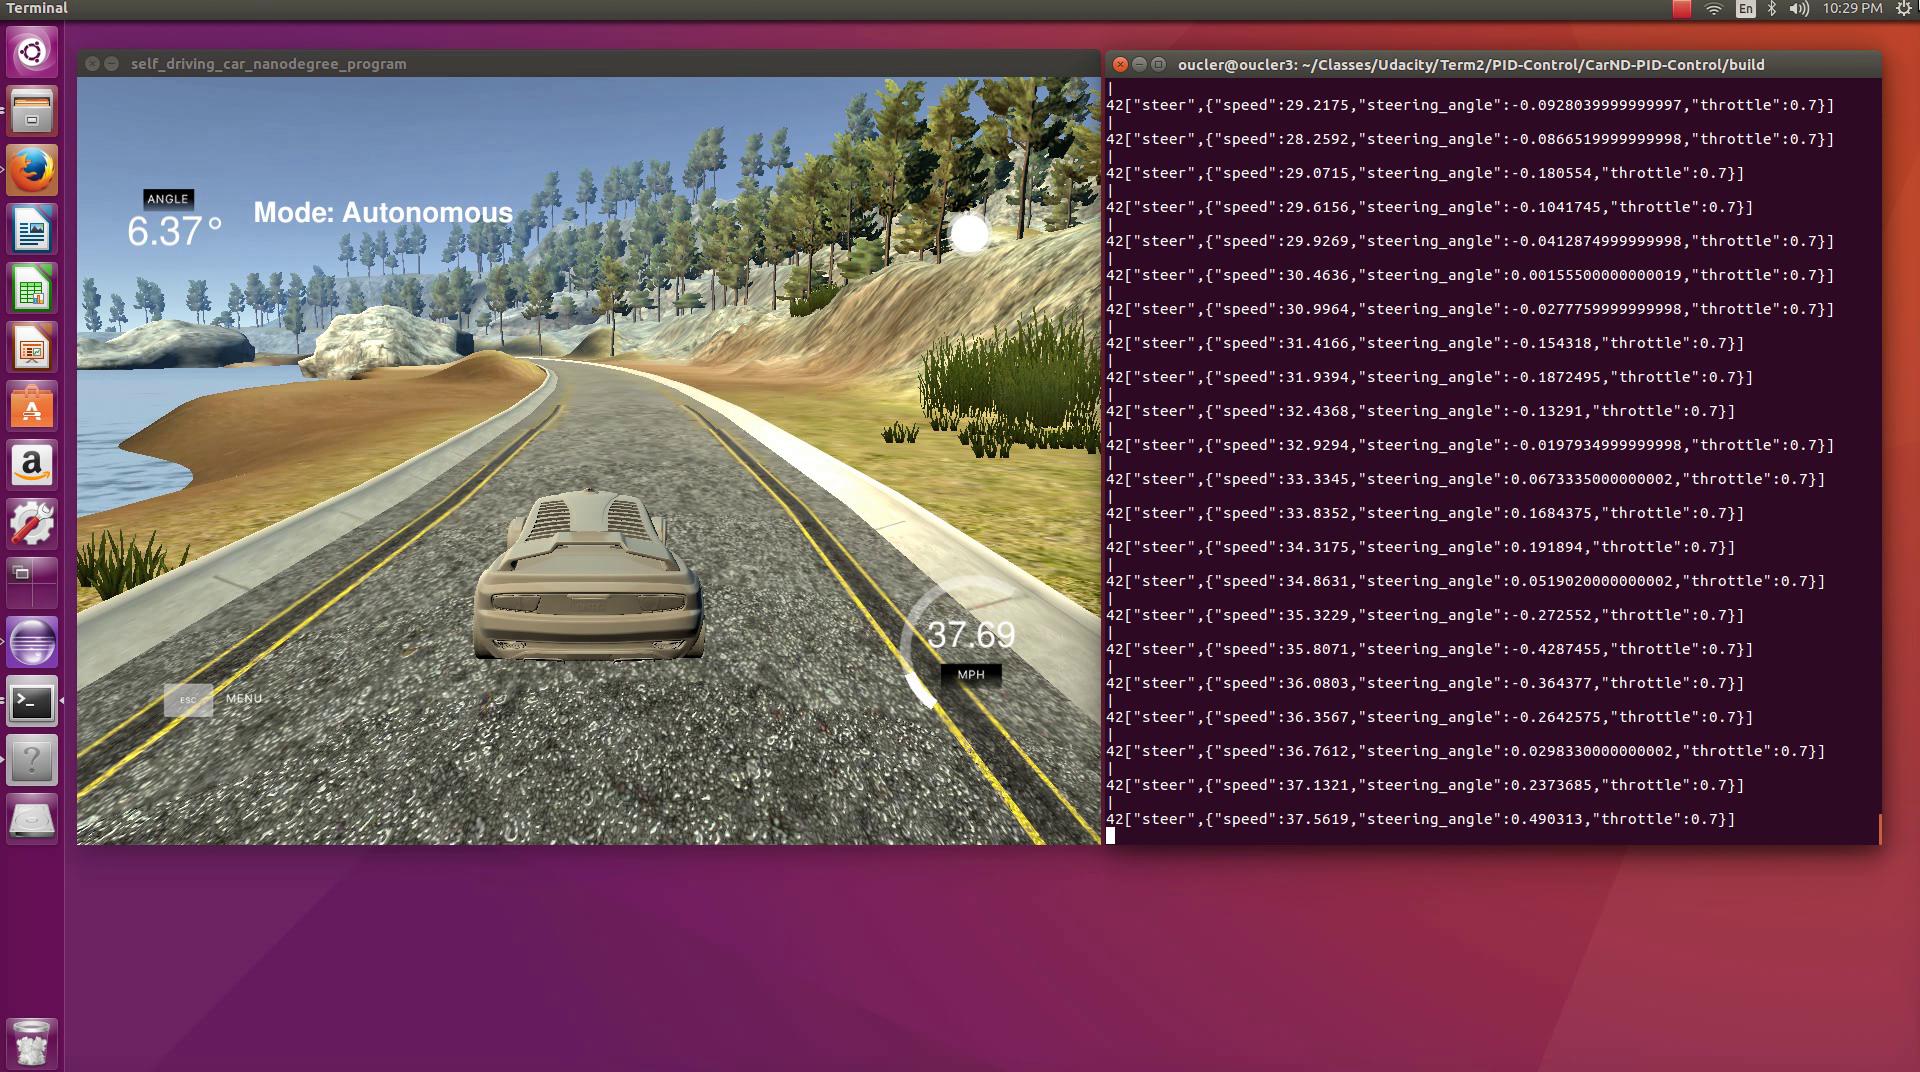 Terminal
En
10:29 PM
self_driving_car_nanodegree_program
ANGLE
6.37°
Mode: Autonomous
37.69
MPH
ESC
MENU
a
>_
?
oucler@oucler3: ~/Classes/Udacity/Term2/PID-Control/CarND-PID-Control/build
|
42["steer",{"speed":29.2175,"steering_angle":-0.0928039999999997,"throttle":0.7}]
|
42["steer",{"speed":28.2592,"steering_angle":-0.0866519999999998,"throttle":0.7}]
|
42["steer",{"speed":29.0715,"steering_angle":-0.180554,"throttle":0.7}]
|
42["steer",{"speed":29.6156,"steering_angle":-0.1041745,"throttle":0.7}]
|
42["steer",{"speed":29.9269,"steering_angle":-0.0412874999999998,"throttle":0.7}]
|
42["steer",{"speed":30.4636,"steering_angle":0.00155500000000019,"throttle":0.7}]
|
42["steer",{"speed":30.9964,"steering_angle":-0.0277759999999998,"throttle":0.7}]
|
42["steer",{"speed":31.4166,"steering_angle":-0.154318,"throttle":0.7}]
|
42["steer",{"speed":31.9394,"steering_angle":-0.1872495,"throttle":0.7}]
|
42["steer",{"speed":32.4368,"steering_angle":-0.13291,"throttle":0.7}]
|
42["steer",{"speed":32.9294,"steering_angle":-0.0197934999999998,"throttle":0.7}]
|
42["steer",{"speed":33.3345,"steering_angle":0.0673335000000002,"throttle":0.7}]
|
42["steer",{"speed":33.8352,"steering_angle":0.1684375,"throttle":0.7}]
|
42["steer",{"speed":34.3175,"steering_angle":0.191894,"throttle":0.7}]
|
42["steer",{"speed":34.8631,"steering_angle":0.0519020000000002,"throttle":0.7}]
|
42["steer",{"speed":35.3229,"steering_angle":-0.272552,"throttle":0.7}]
|
42["steer",{"speed":35.8071,"steering_angle":-0.4287455,"throttle":0.7}]
|
42["steer",{"speed":36.0803,"steering_angle":-0.364377,"throttle":0.7}]
|
42["steer",{"speed":36.3567,"steering_angle":-0.2642575,"throttle":0.7}]
|
42["steer",{"speed":36.7612,"steering_angle":0.0298330000000002,"throttle":0.7}]
|
42["steer",{"speed":37.1321,"steering_angle":0.2373685,"throttle":0.7}]
|
42["steer",{"speed":37.5619,"steering_angle":0.490313,"throttle":0.7}]